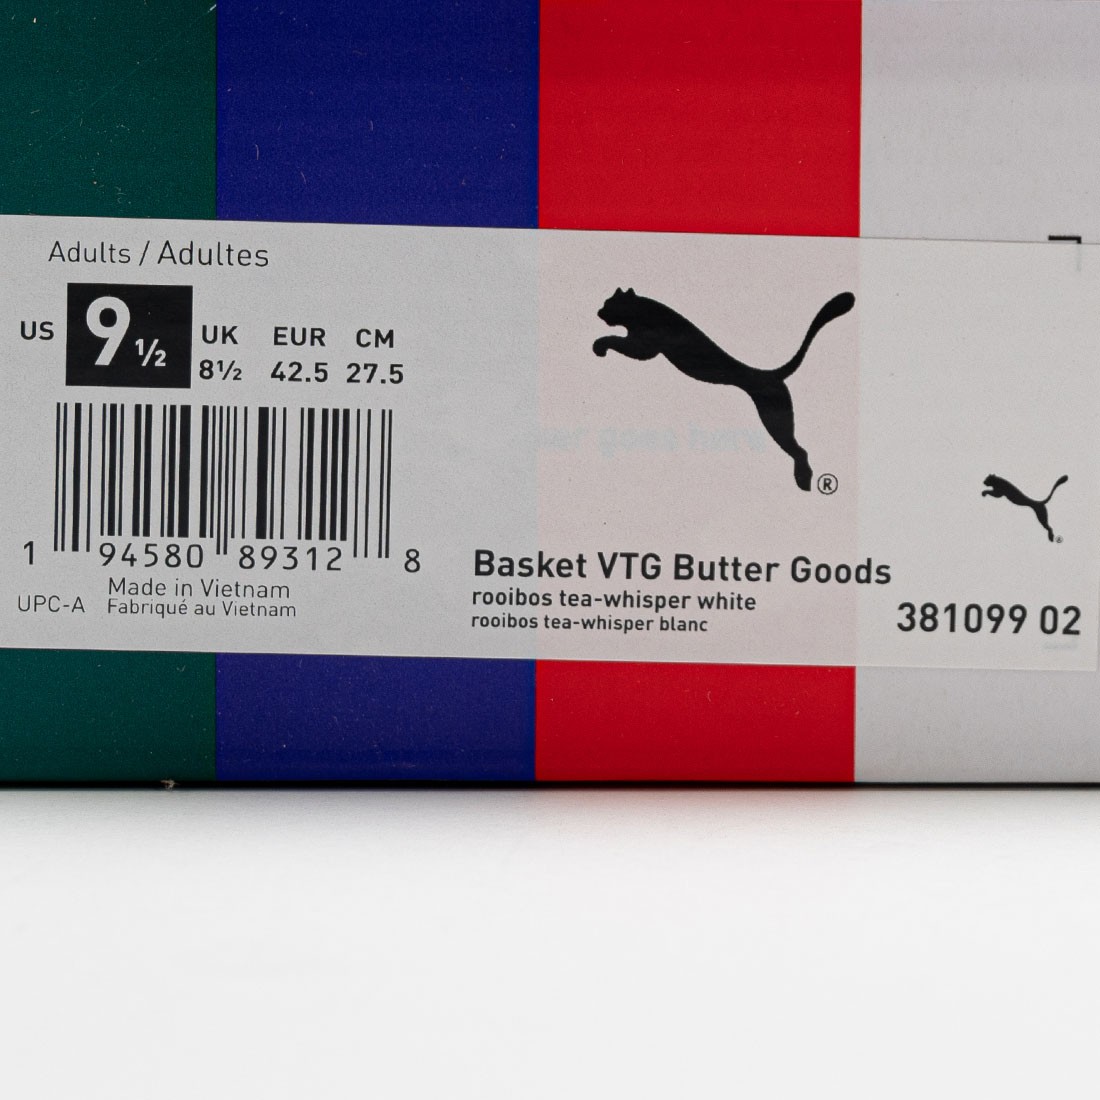 Adults / Adultes
US 9 ½
UK EUR CM
8½ 42.5 27.5
1 94580 89312 8
UPC-A
Made in Vietnam
Fabriqué au Vietnam
®
Basket VTG Butter Goods
rooibos tea-whisper white
rooibos tea-whisper blanc
®
381099 02